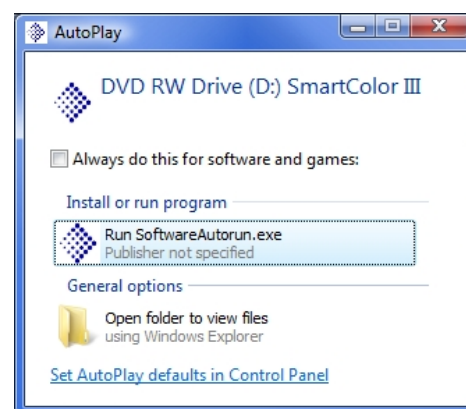 AutoPlay
DVD RW Drive (D:) SmartColor III
Always do this for software and games:
Install or run program
Run SoftwareAutorun.exe
Publisher not specified
General options
Open folder to view files
using Windows Explorer
Set AutoPlay defaults in Control Panel